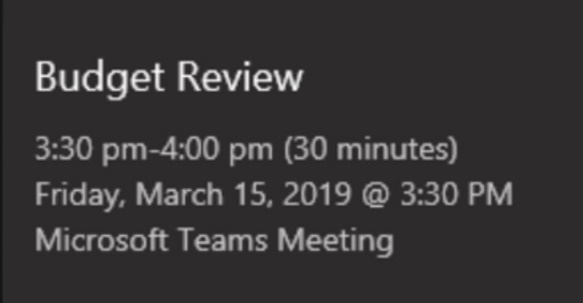 Budget Review
3:30 pm-4:00 pm (30 minutes)
Friday, March 15, 2019 @ 3:30 PM
Microsoft Teams Meeting